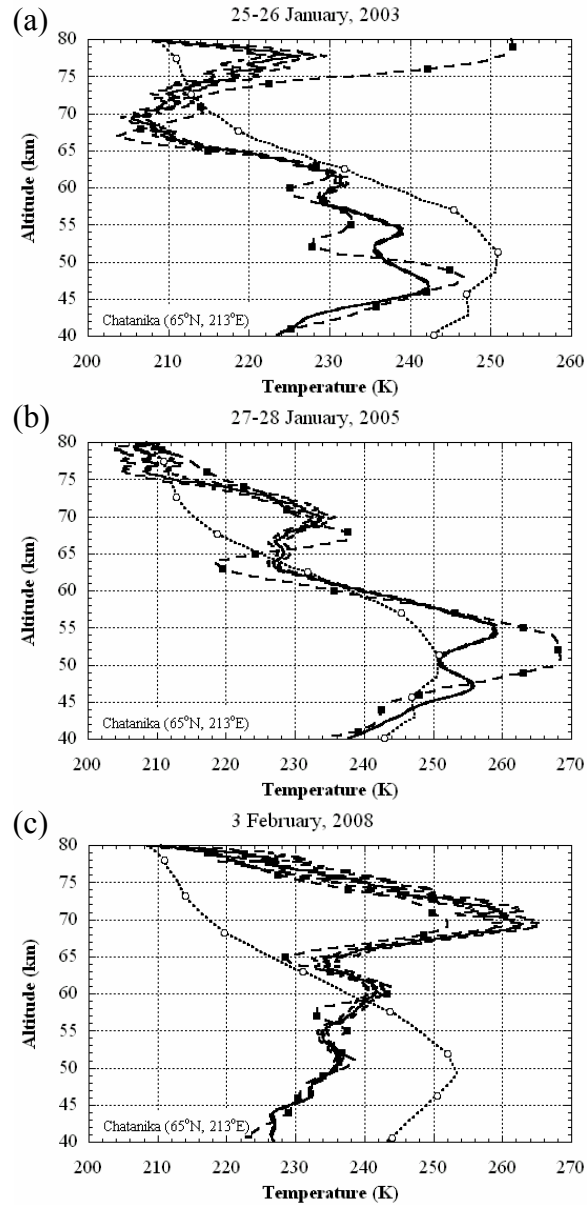 (a)
25-26 January, 2003
80
75
70
65
60
55
50
45
40
Altitude (km)
Chatanika (65°N, 213°E)
200 210 220 230 240 250 260
Temperature (K)
(b)
27-28 January, 2005
80
75
70
65
60
55
50
45
40
Altitude (km)
Chatanika (65°N, 213°E)
200 210 220 230 240 250 260 270
Temperature (K)
(c)
3 February, 2008
80
75
70
65
60
55
50
45
40
Altitude (km)
Chatanika (65°N, 213°E)
200 210 220 230 240 250 260 270
Temperature (K)